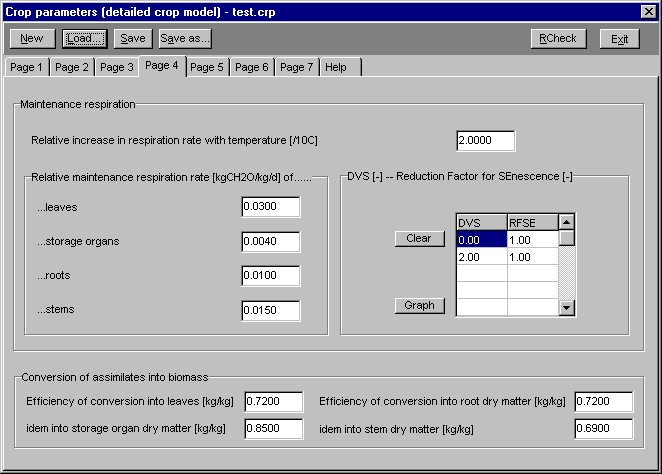 Crop parameters (detailed crop model) - test.crp
New Load... Save Save as... RCheck Exit
Page 1 Page 2 Page 3 Page 4 Page 5 Page 6 Page 7 Help
Maintenance respiration
Relative increase in respiration rate with temperature [/10C] 2.0000
Relative maintenance respiration rate [kgCH2O/kg/d] of......
...leaves 0.0300
...storage organs 0.0040
...roots 0.0100
...stems 0.0150
DVS [-] -- Reduction Factor for SEnescence [-]
DVS RFSE
Clear 0.00 1.00
2.00 1.00
Graph
Conversion of assimilates into biomass
Efficiency of conversion into leaves [kg/kg] 0.7200 Efficiency of conversion into root dry matter [kg/kg] 0.7200
idem into storage organ dry matter [kg/kg] 0.8500 idem into stem dry matter [kg/kg] 0.6900